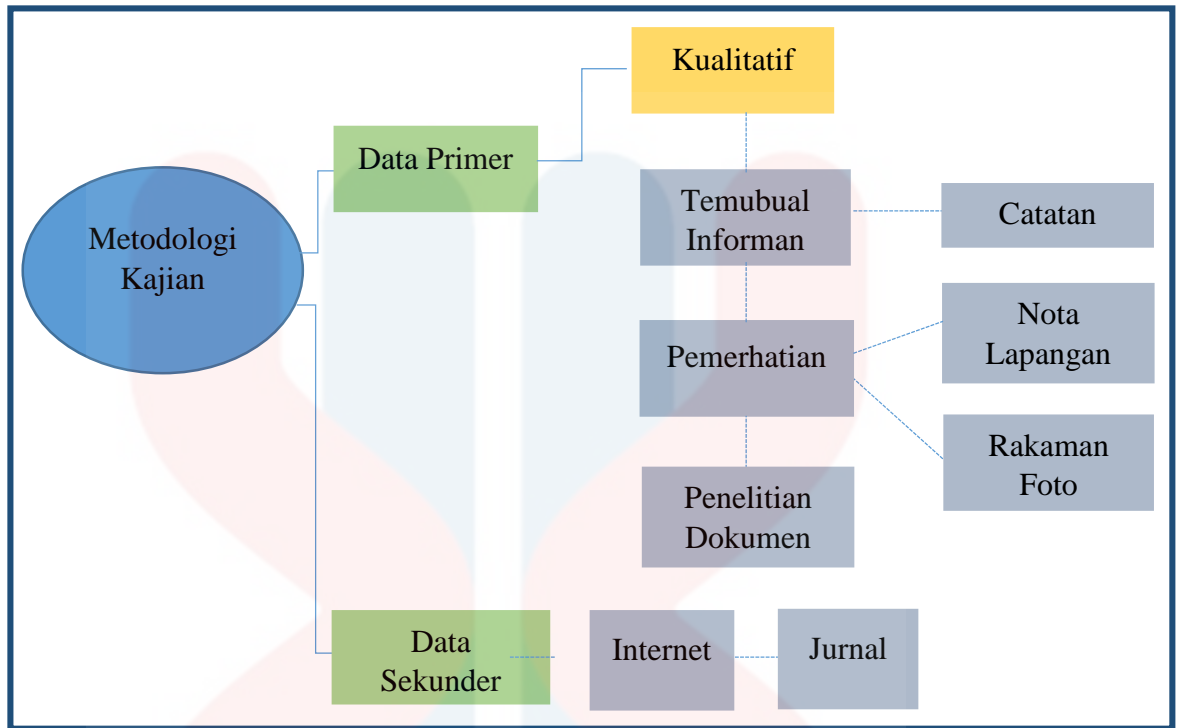 Kualitatif
Data Primer
Metodologi
Kajian
Temubual
Informan
Catatan
Pemerhatian
Nota
Lapangan
Rakaman
Foto
Penelitian
Dokumen
Data
Sekunder
Internet
Jurnal